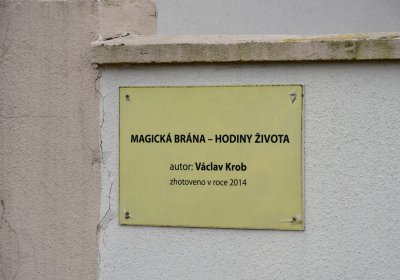 MAGICKÁ BRÁNA – HODINY ŽIVOTA
autor: Václav Krob
zhotoveno v roce 2014